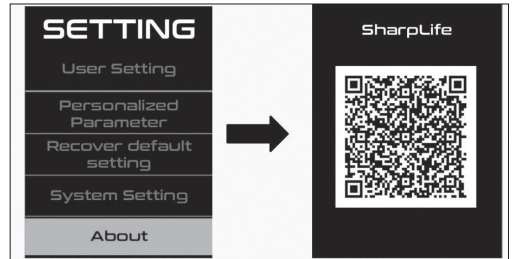 SETTING
User Setting
Personalized
Parameter
Recover default
setting
System Setting
About
SharpLife